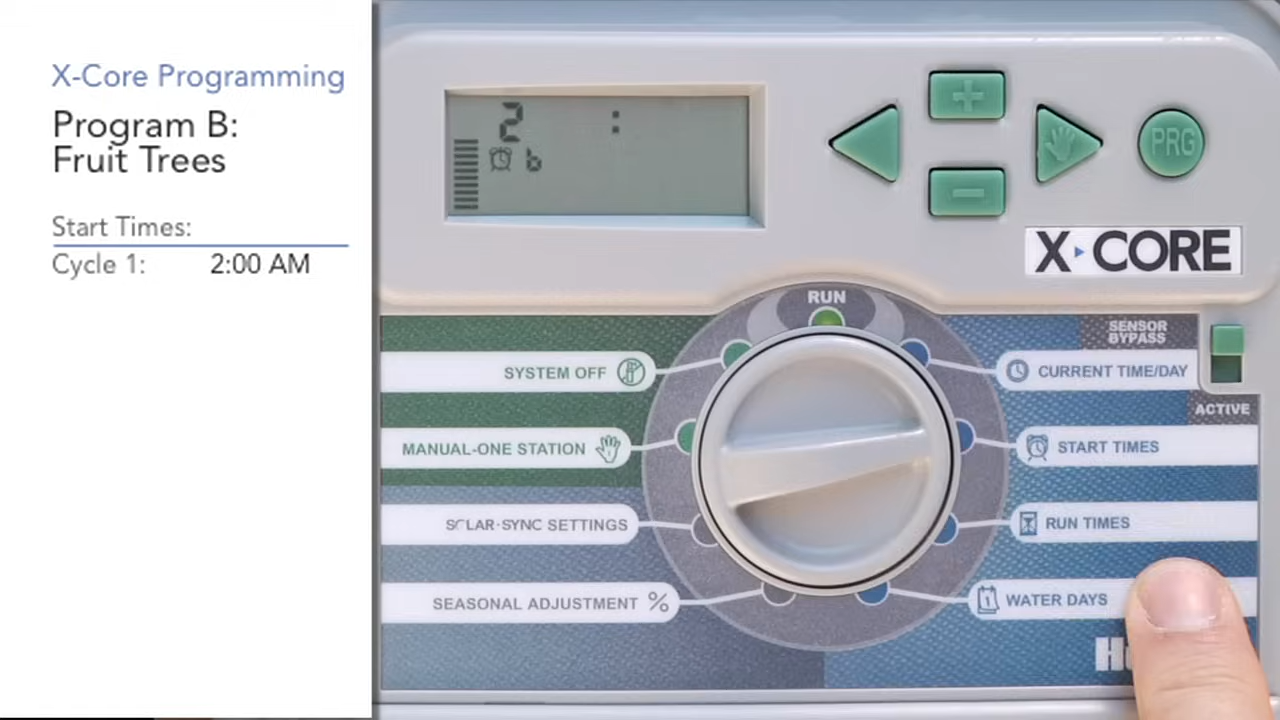 X-Core Programming
Program B:
Fruit Trees
Start Times:
Cycle 1: 2:00 AM
2 :
b
PRG
X-CORE
RUN
SENSOR
BYPASS
SYSTEM OFF
CURRENT TIME/DAY
ACTIVE
MANUAL-ONE STATION
START TIMES
SOLAR-SYNC SETTINGS
RUN TIMES
SEASONAL ADJUSTMENT %
1 WATER DAYS